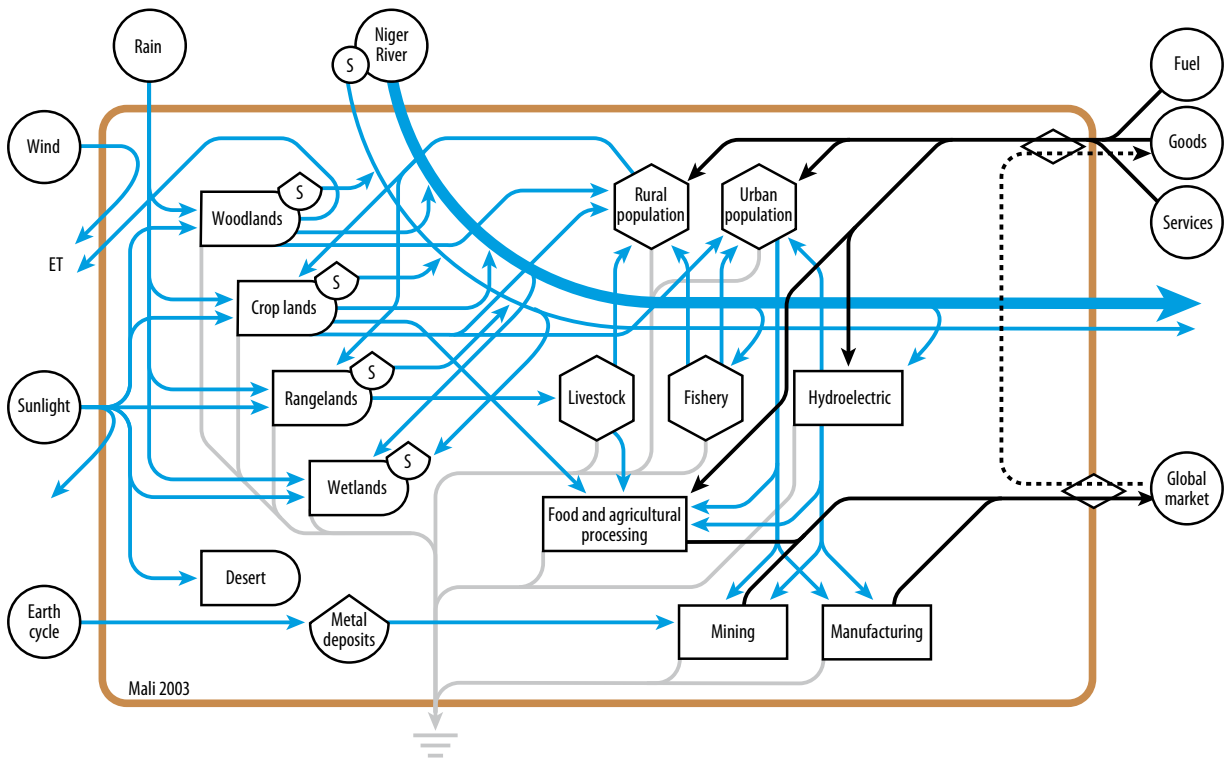 Rain
Niger
River
S
Fuel
Goods
Services
Wind
ET
Woodlands
S
Rural
population
Urban
population
Crop lands
S
Rangelands
S
Livestock
Fishery
Hydroelectric
Sunlight
Wetlands
S
Food and agricultural
processing
Global
market
Desert
Earth
cycle
Metal
deposits
Mining
Manufacturing
Mali 2003